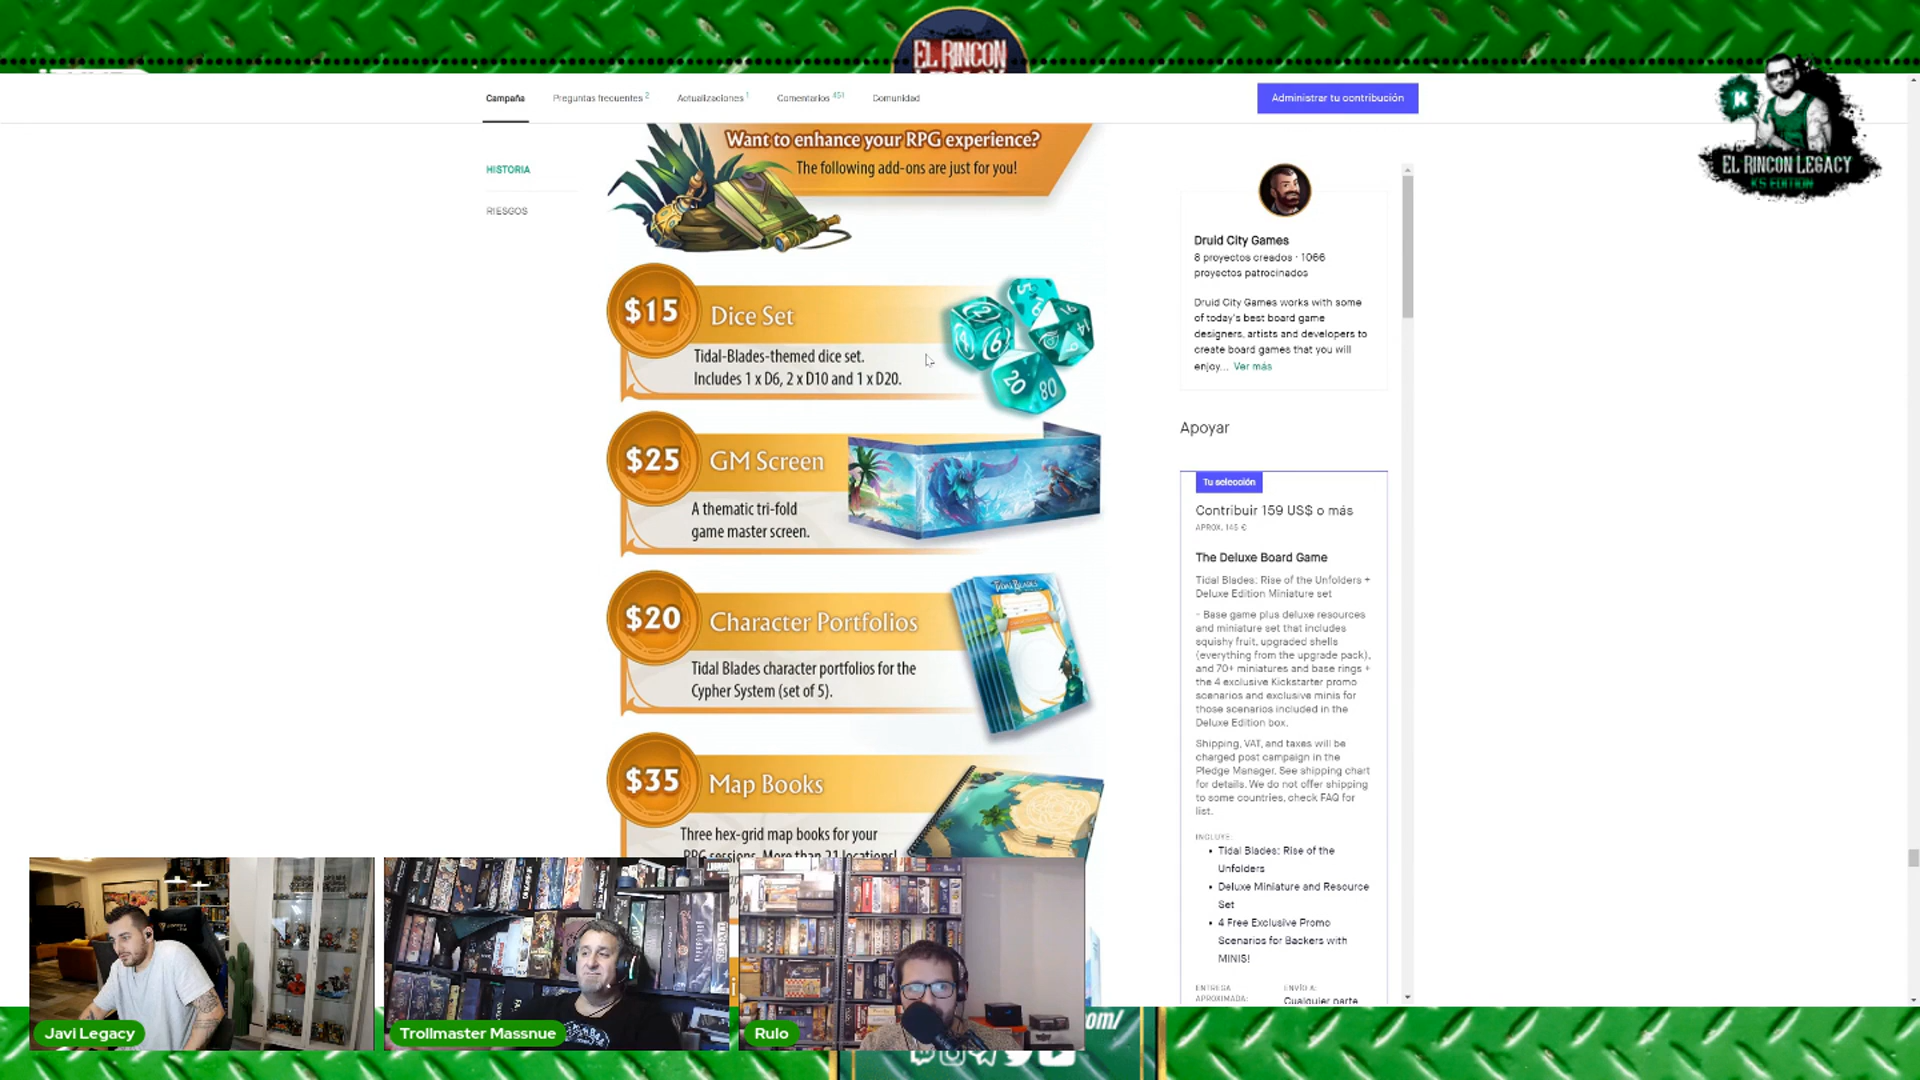 EL RINCON
Campaña
Preguntas frecuentes 2
Actualizaciones 1
Comentarios 451
Comunidad
Administrar tu contribución
K
EL RINCON LEGACY
KS EDITION
HISTORIA
RIESGOS
Want to enhance your RPG experience?
The following add-ons are just for you!
$15
Dice Set
Tidal-Blades-themed dice set.
Includes 1 x D6, 2 x D10 and 1 x D20.
$25
GM Screen
A thematic tri-fold
game master screen.
$20
Character Portfolios
Tidal Blades character portfolios for the
Cypher System (set of 5).
TIDAL BLADES
$35
Map Books
Three hex-grid map books for your
RPG sessions. More than 21 locations!
Druid City Games
8 proyectos creados · 1066
proyectos patrocinados
Druid City Games works with some
of today's best board game
designers, artists and developers to
create board games that you will
enjoy... Ver más
Apoyar
Tu selección
Contribuir 159 US$ o más
APROX. 145 €
The Deluxe Board Game
Tidal Blades: Rise of the Unfolders +
Deluxe Edition Miniature set
- Base game plus deluxe resources
and miniature set that includes
squishy fruit, upgraded shells
(everything from the upgrade pack),
and 70+ miniatures and base rings +
the 4 exclusive Kickstarter promo
scenarios and exclusive minis for
those scenarios included in the
Deluxe Edition box.
Shipping, VAT, and taxes will be
charged post campaign in the
Pledge Manager. See shipping chart
for details. We do not offer shipping
to some countries, check FAQ for
list.
INCLUYE:
• Tidal Blades: Rise of the
Unfolders
• Deluxe Miniature and Resource
Set
• 4 Free Exclusive Promo
Scenarios for Backers with
MINIS!
ENTREGA
APROXIMADA:
ENVÍO A:
Cualquier parte
Javi Legacy
Trollmaster Massnue
Rulo
om/